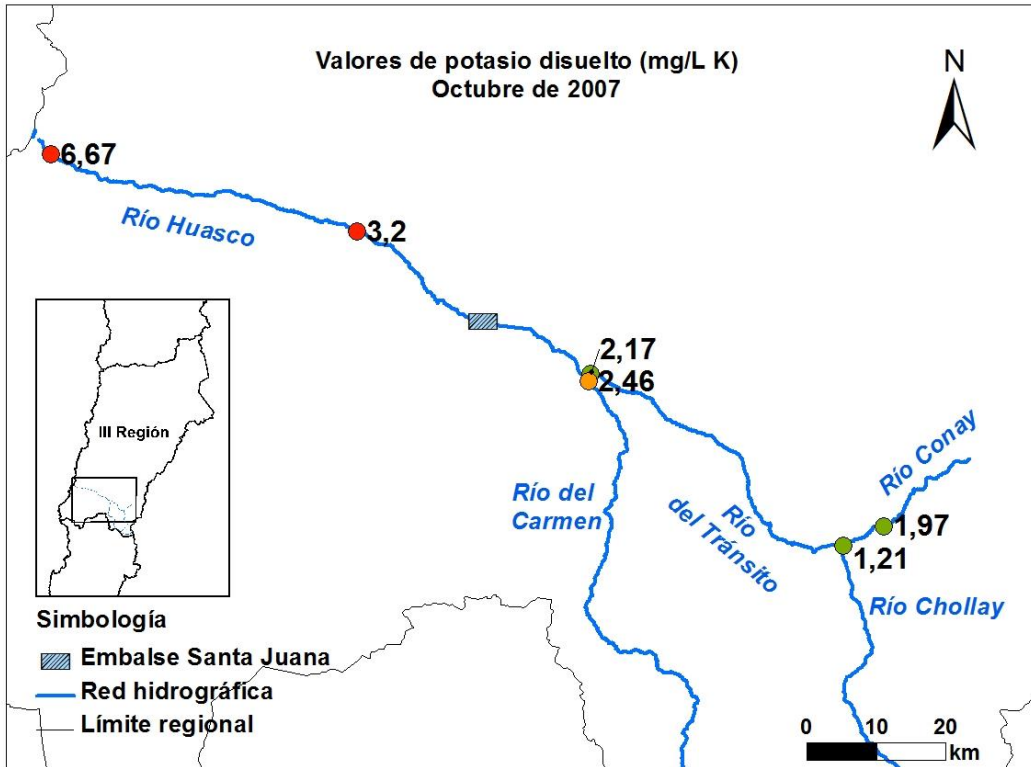 Valores de potasio disuelto (mg/L K)
Octubre de 2007
N
6,67
Río Huasco
3,2
2,17
2,46
Río del
Carmen
Río
del Tránsito
Río Conay
1,97
1,21
Río Chollay
III Región
Simbología
Embalse Santa Juana
Red hidrográfica
Límite regional
0 10 20
km